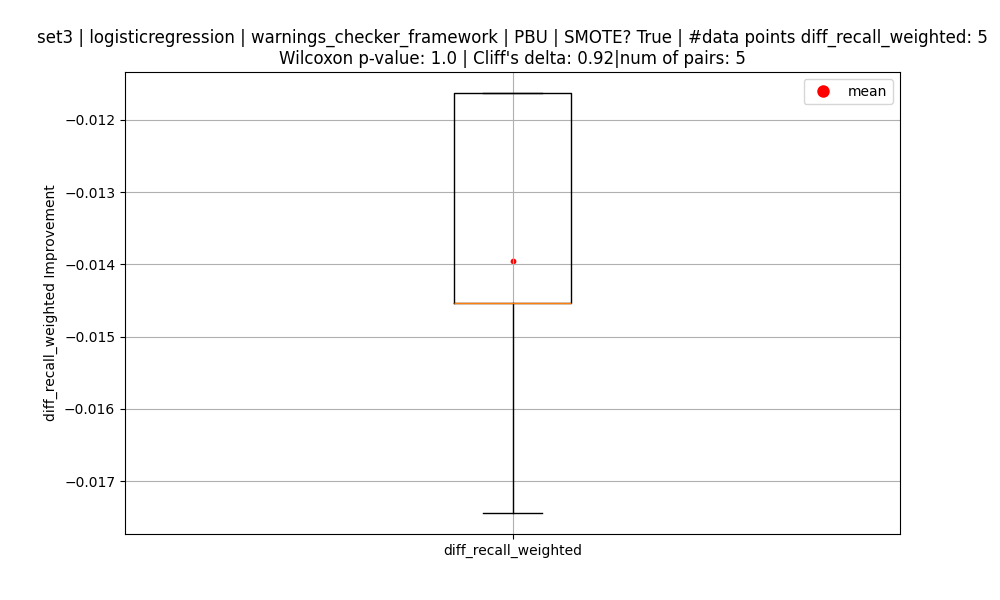 set3 | logisticregression | warnings_checker_framework | PBU | SMOTE? True | #data points diff_recall_weighted: 5
Wilcoxon p-value: 1.0 | Cliff's delta: 0.92|num of pairs: 5
mean
−0.012
−0.013
−0.014
−0.015
−0.016
−0.017
diff_recall_weighted Improvement
diff_recall_weighted